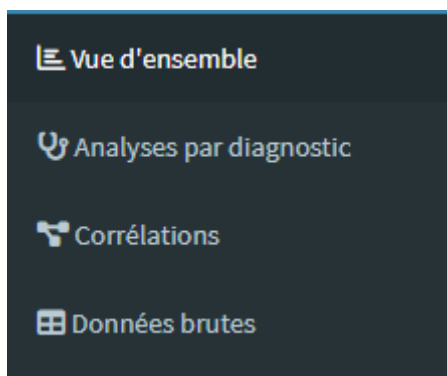 Vue d'ensemble
Analyses par diagnostic
Corrélations
Données brutes